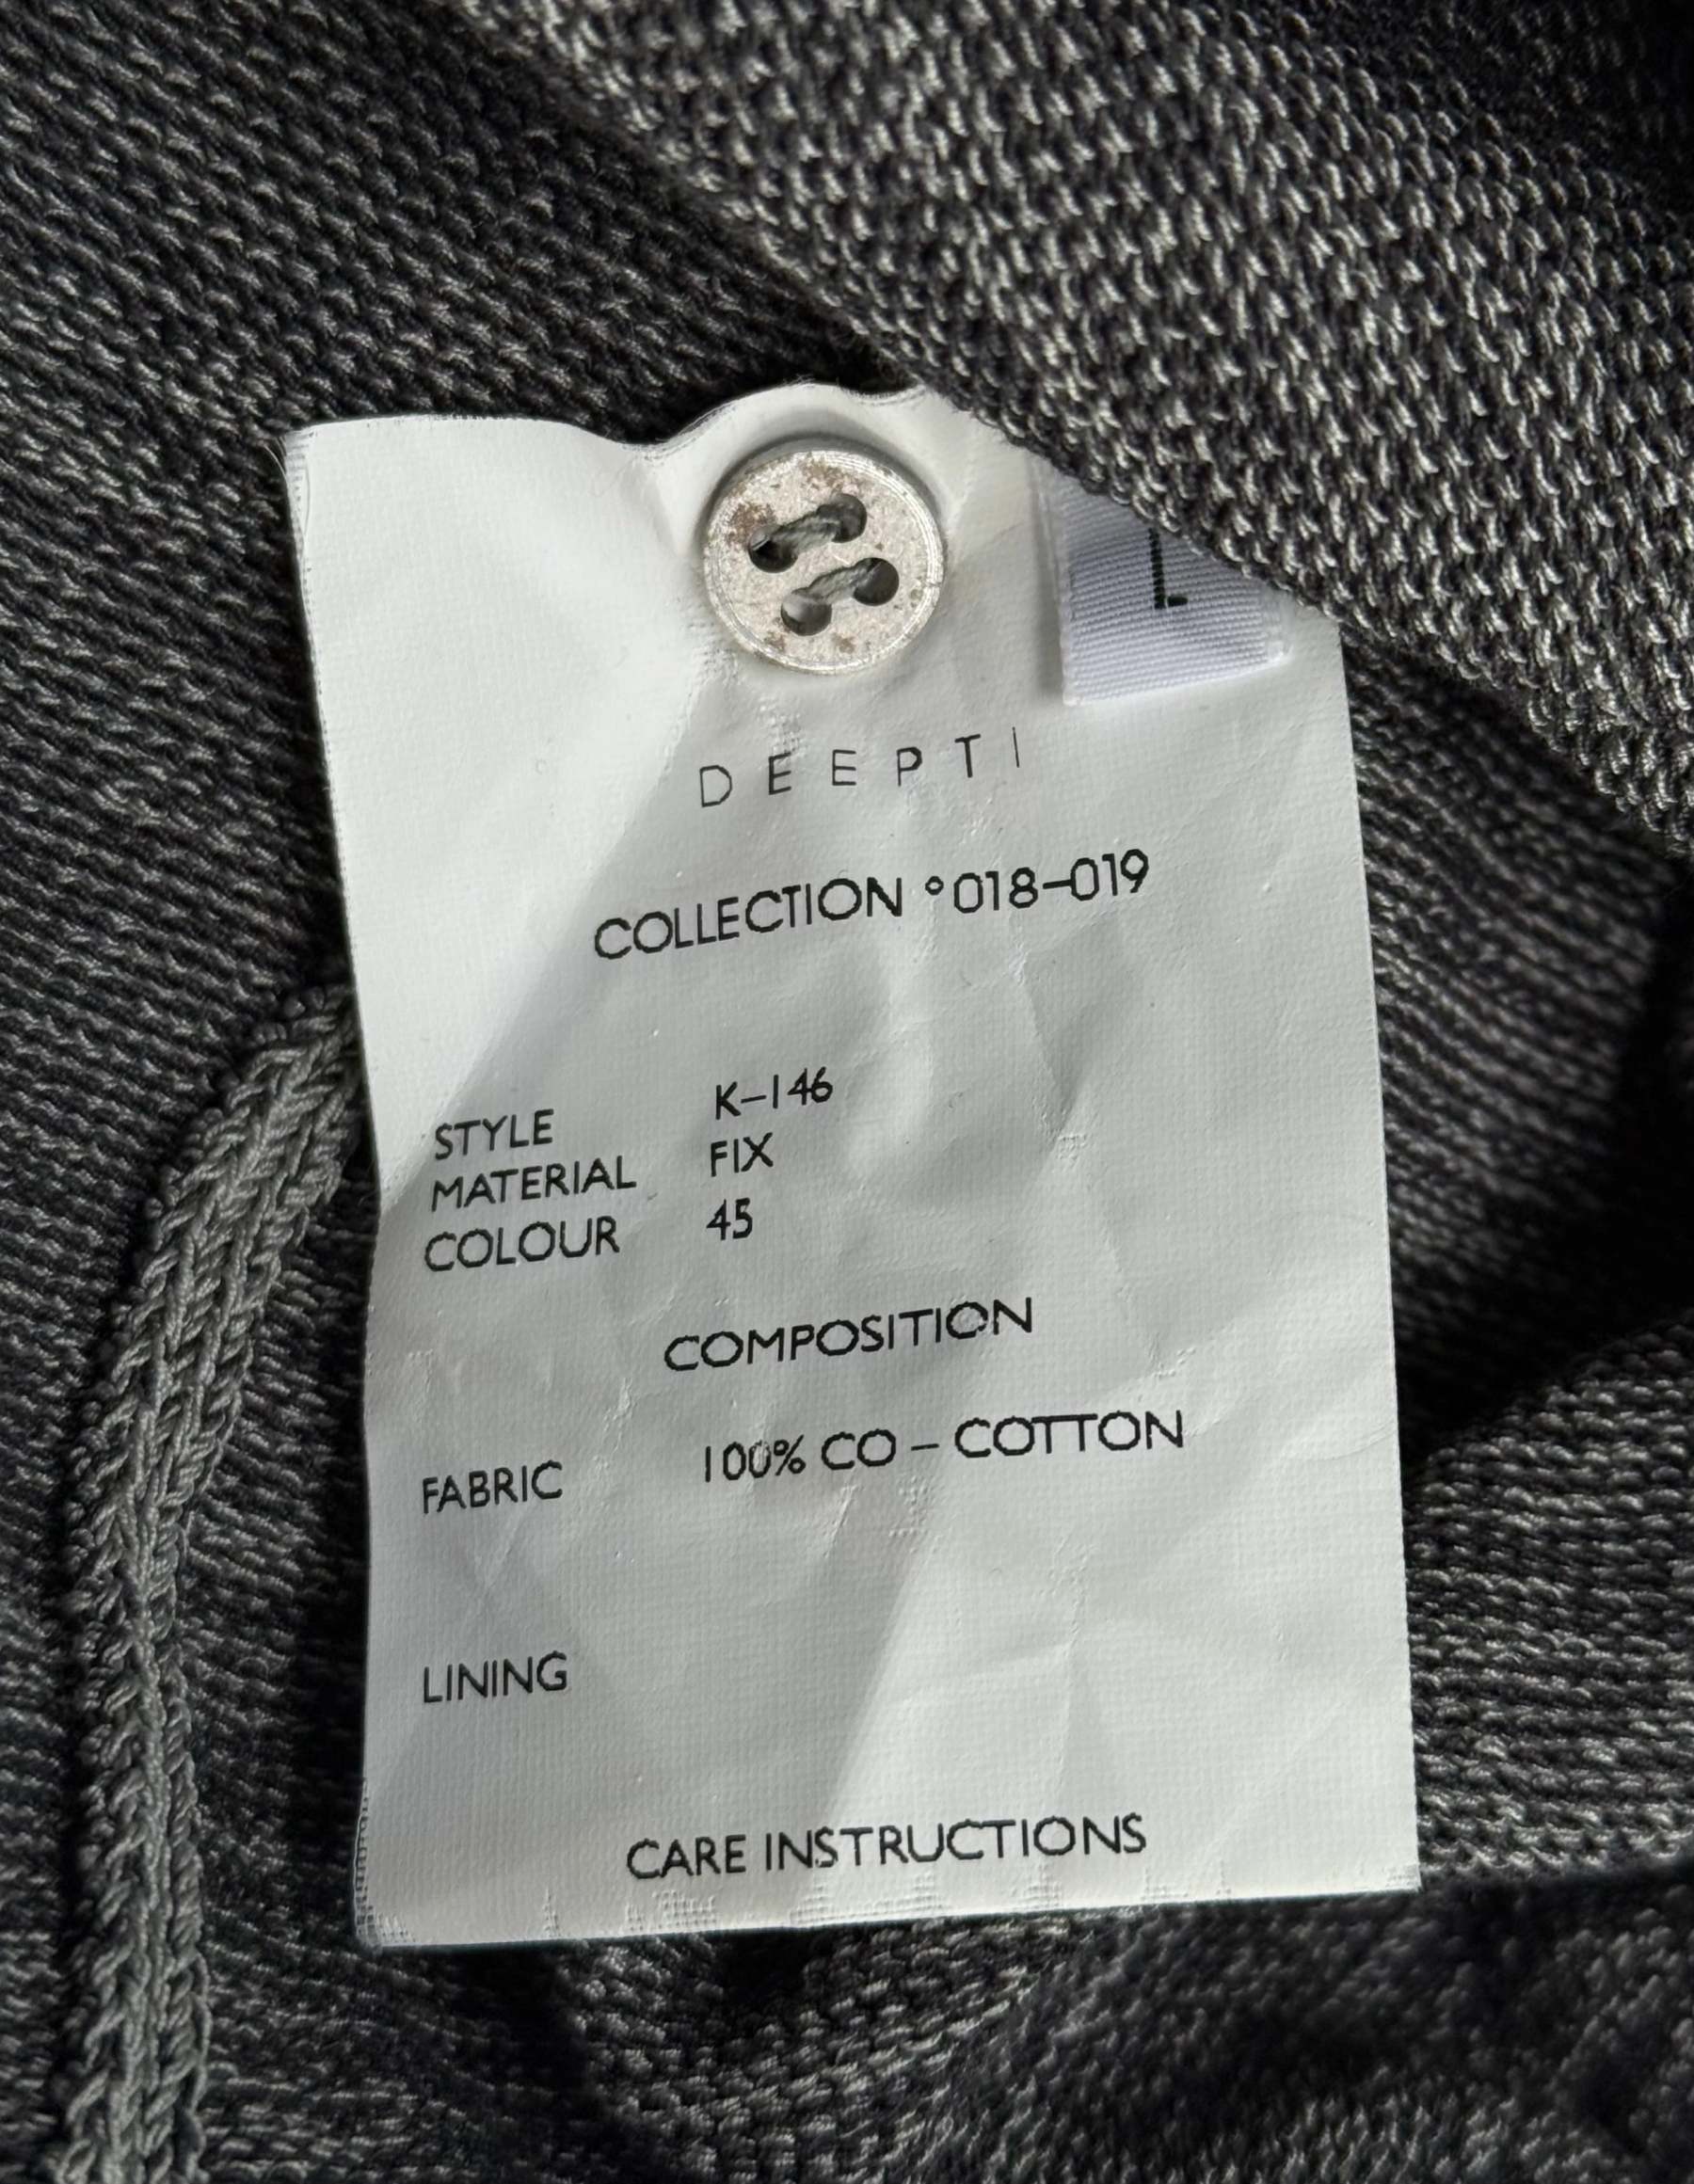 L
DEEPTI
COLLECTION °018–019
STYLE K–146
MATERIAL FIX
COLOUR 45
COMPOSITION
FABRIC 100% CO – COTTON
LINING
CARE INSTRUCTIONS